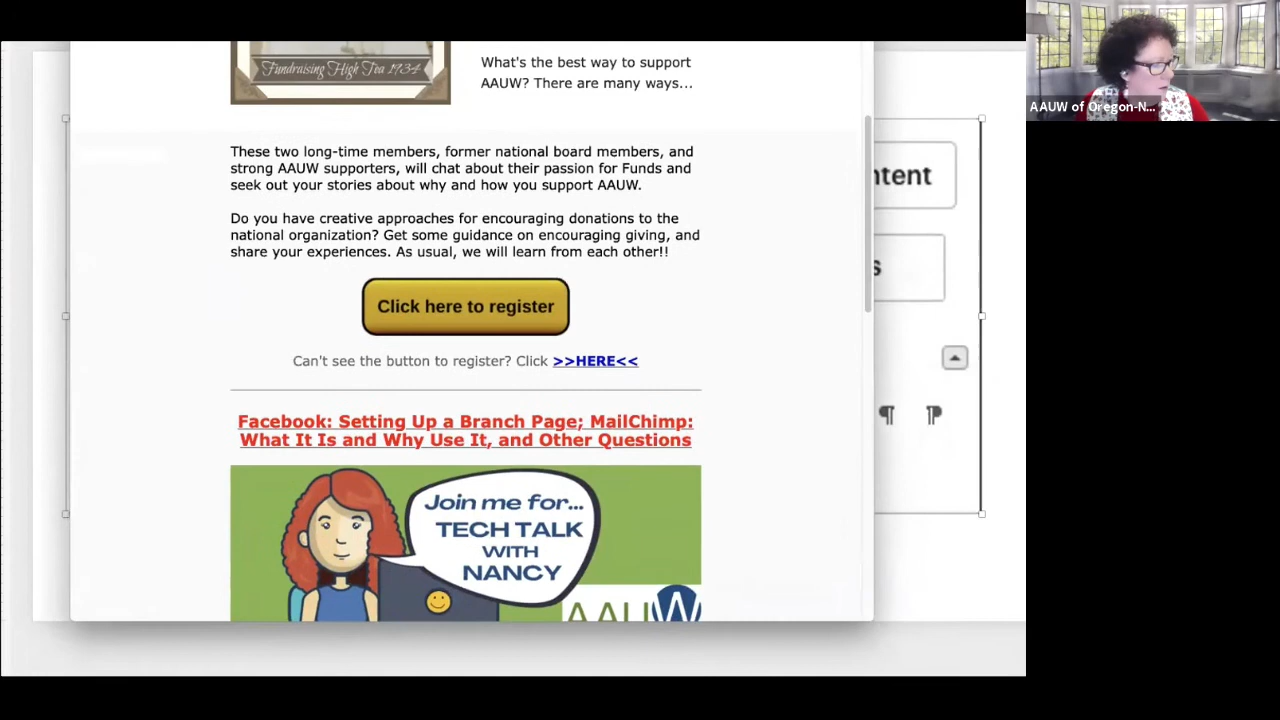 Fundraising High Tea 1934
What's the best way to support
AAUW? There are many ways...
AAUW of Oregon-N...
These two long-time members, former national board members, and
strong AAUW supporters, will chat about their passion for Funds and
seek out your stories about why and how you support AAUW.
ntent
Do you have creative approaches for encouraging donations to the
national organization? Get some guidance on encouraging giving, and
share your experiences. As usual, we will learn from each other!!
s
Click here to register
Can't see the button to register? Click >>HERE<<
Facebook: Setting Up a Branch Page; MailChimp:
What It Is and Why Use It, and Other Questions
Join me for...
TECH TALK
WITH
NANCY
AAUW